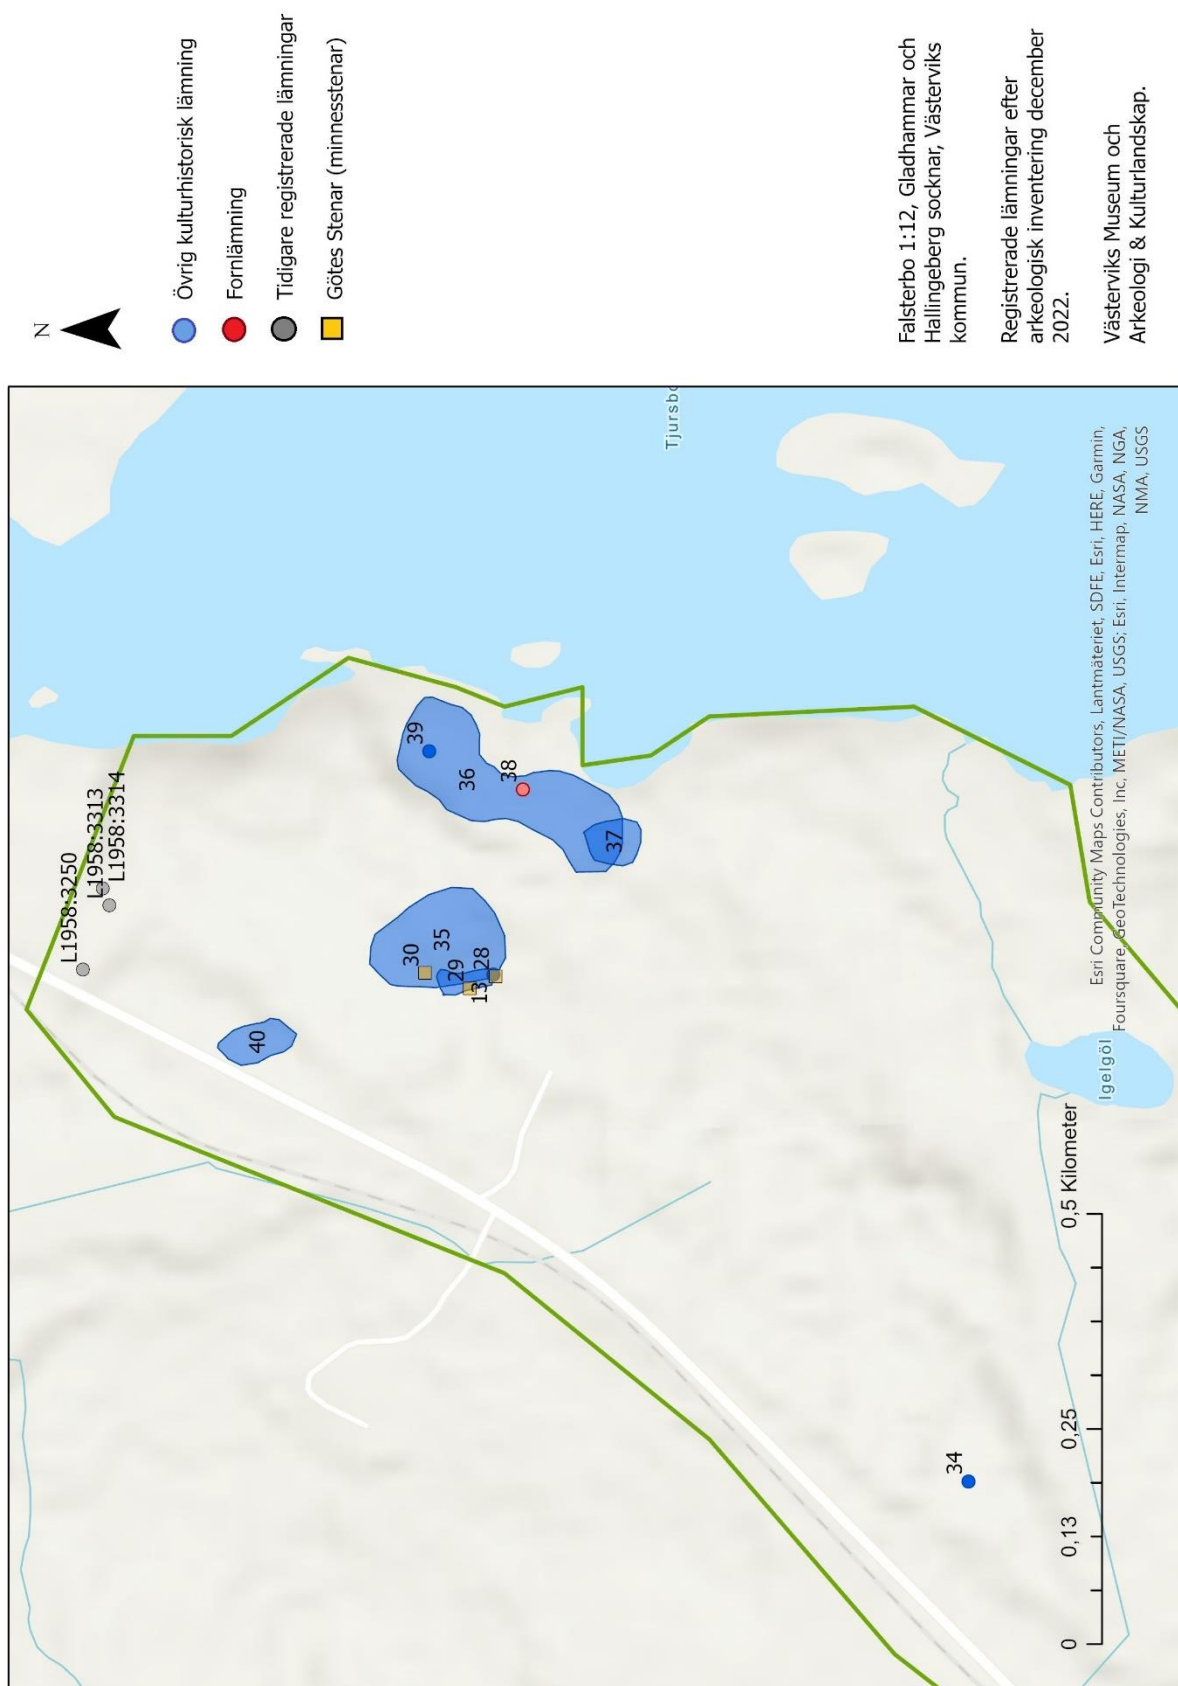 N
Övrig kulturhistorisk lämning
Fornlämning
Tidigare registrerade lämningar
Götes Stenar (minnesstenar)
Falsterbo 1:12, Gladhammar och
Hallingeberg socknar, Västerviks
kommun.
Registrerade lämningar efter
arkeologisk inventering december
2022.
Västerviks Museum och
Arkeologi & Kulturlandskap.
L1958:3250
L1958:3313
L1958:3314
40
30
35
29
13
28
39
36
38
37
34
Tjursbo
Igelgöl
0
0,13
0,25
0,5 Kilometer
Esri Community Maps Contributors, Lantmäteriet, SDFE, Esri, HERE, Garmin,
Foursquare, GeoTechnologies, Inc, METI/NASA, USGS; Esri, Intermap, NASA, NGA,
NMA, USGS